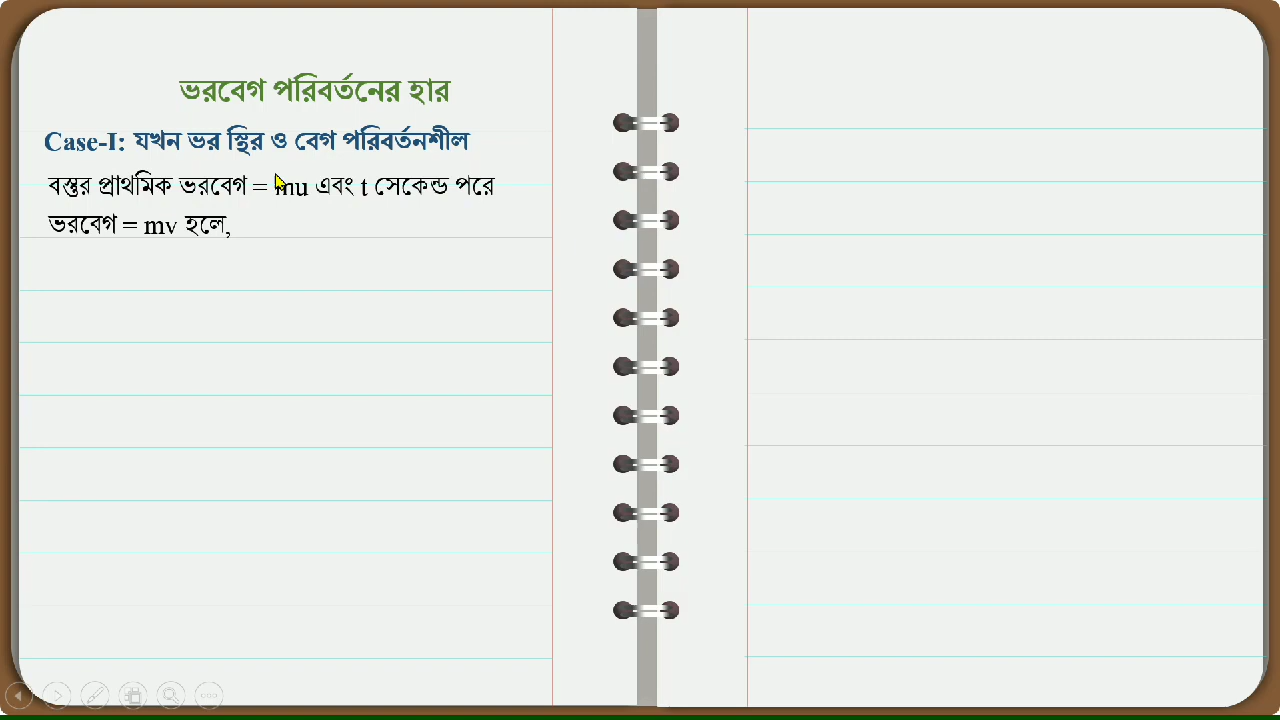 ভরবেগ পরিবর্তনের হার
Case-I: যখন ভর স্থির ও বেগ পরিবর্তনশীল
বস্তুর প্রাথমিক ভরবেগ = mu এবং t সেকেন্ড পরে
ভরবেগ = mv হলে,